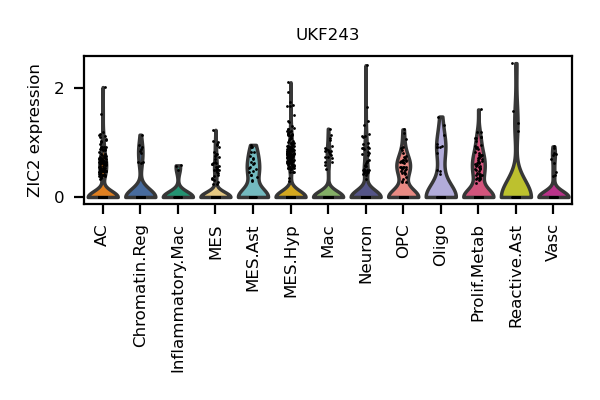 UKF243
ZIC2 expression
2
0
AC
Chromatin.Reg
Inflammatory.Mac
MES
MES.Ast
MES.Hyp
Mac
Neuron
OPC
Oligo
Prolif.Metab
Reactive.Ast
Vasc